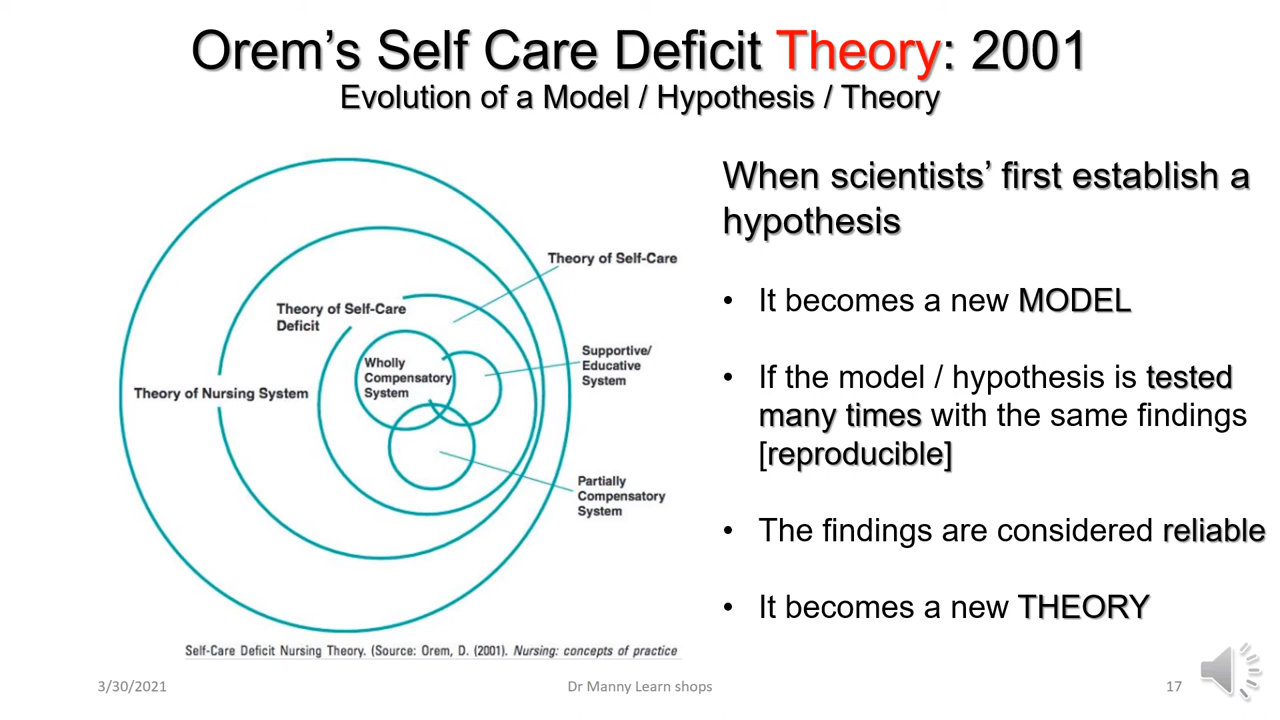 Orem’s Self Care Deficit Theory: 2001
Evolution of a Model / Hypothesis / Theory
Theory of Self-Care
Theory of Self-Care
Deficit
Wholly
Compensatory
System
Supportive/
Educative
System
Theory of Nursing System
Partially
Compensatory
System
Self-Care Deficit Nursing Theory. (Source: Orem, D. (2001). Nursing: concepts of practice
When scientists’ first establish a
hypothesis
• It becomes a new MODEL
• If the model / hypothesis is tested
many times with the same findings
[reproducible]
• The findings are considered reliable
• It becomes a new THEORY
3/30/2021
Dr Manny Learn shops
17